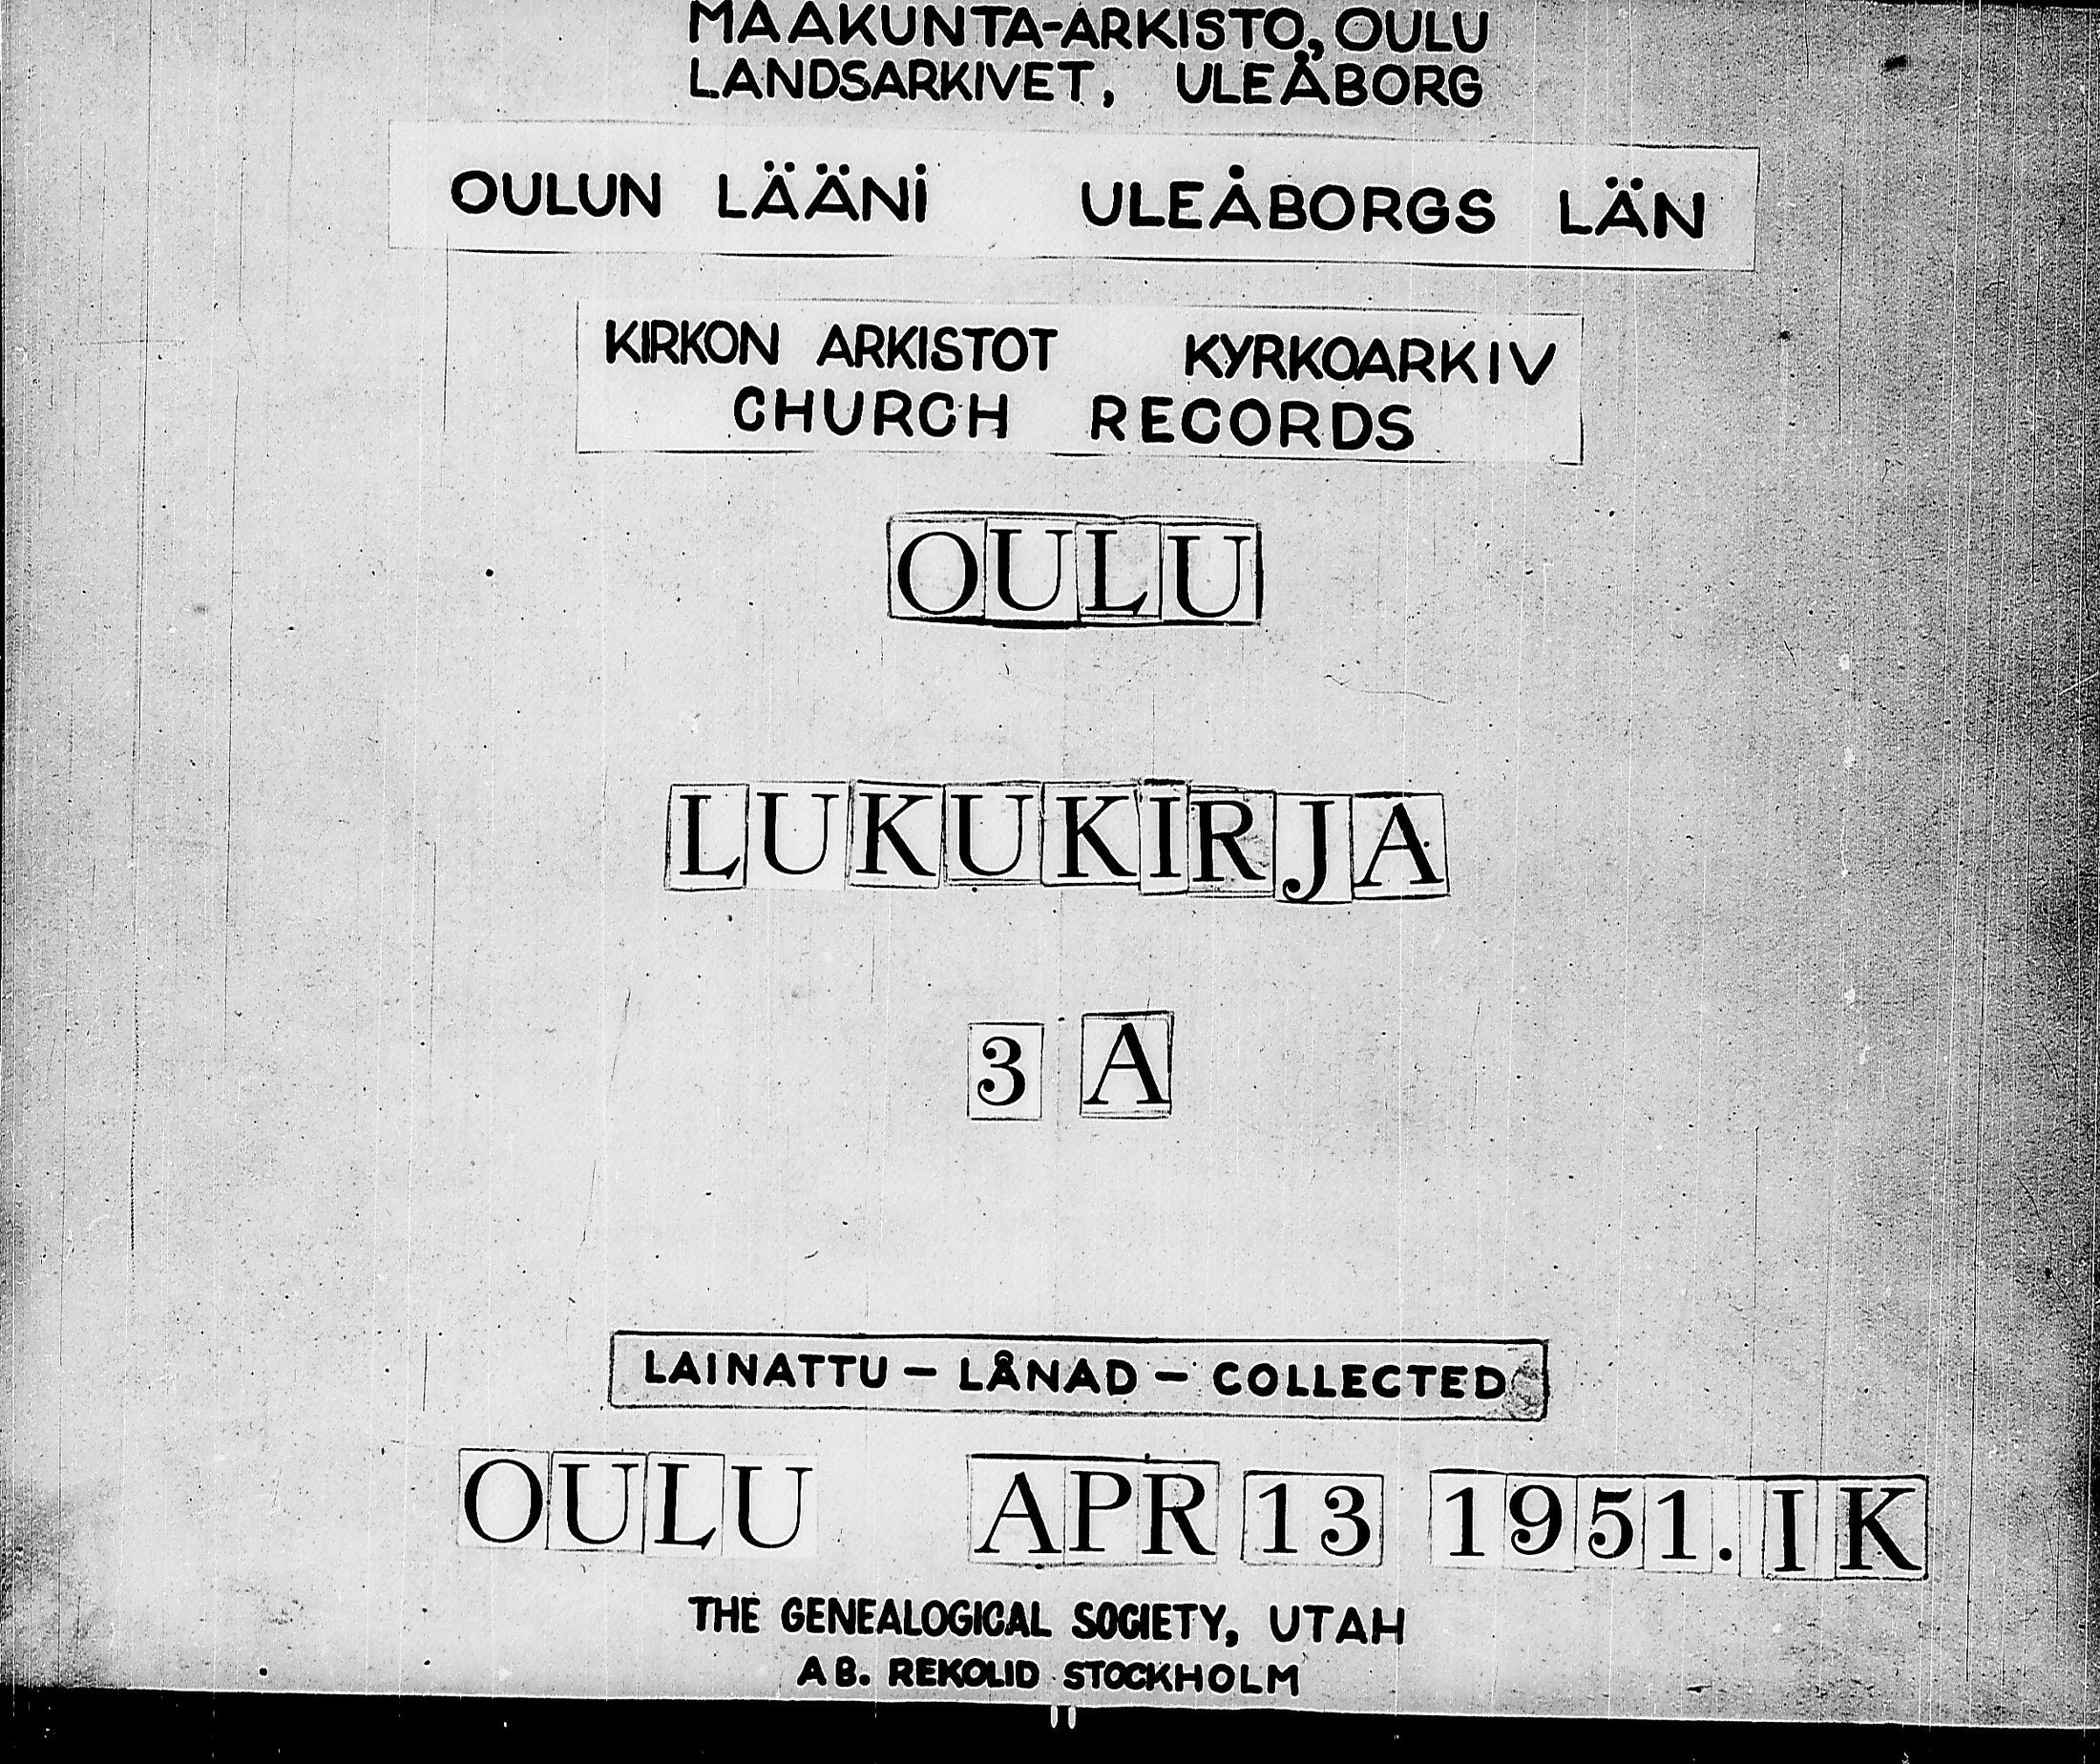 MAAKUNTA-ARKISTO, OULU
LANDSARKIVET, ULEÅBORG
OULUN LÄÄNI ULEÅBORGS LÄN
KIRKON ARKISTOT KYRKOARKIV
CHURCH RECORDS
OULU
LUKUKIRJA
3 A
LAINATTU - LÅNAD - COLLECTED
OULU APR 13 1951. IK
THE GENEALOGICAL SOCIETY, UTAH
AB. REKOLID STOCKHOLM